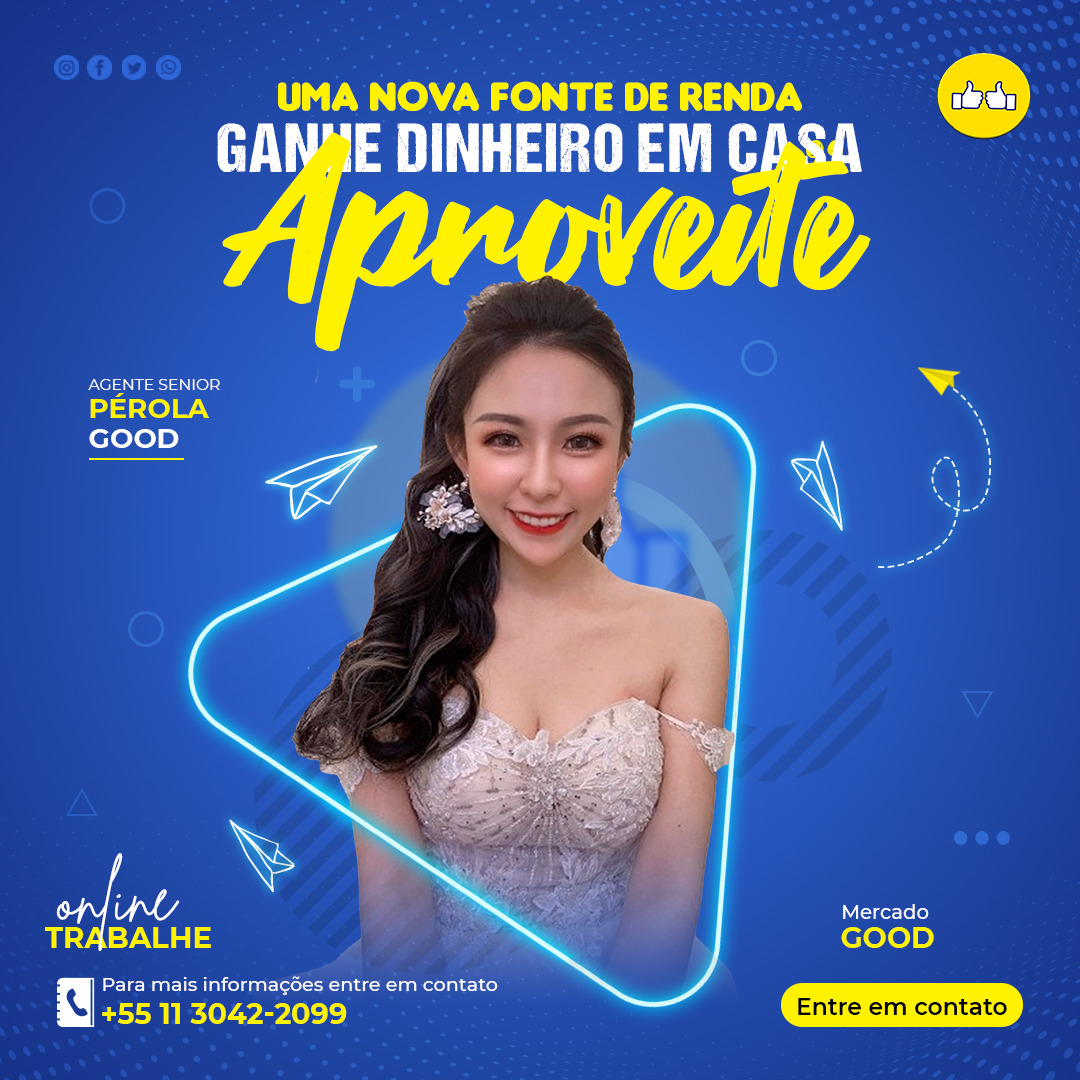 UMA NOVA FONTE DE RENDA
GANHE DINHEIRO EM CASA
Aproveite
AGENTE SENIOR
PÉROLA
GOOD
online
TRABALHE
Mercado
GOOD
Para mais informações entre em contato
+55 11 3042-2099
Entre em contato